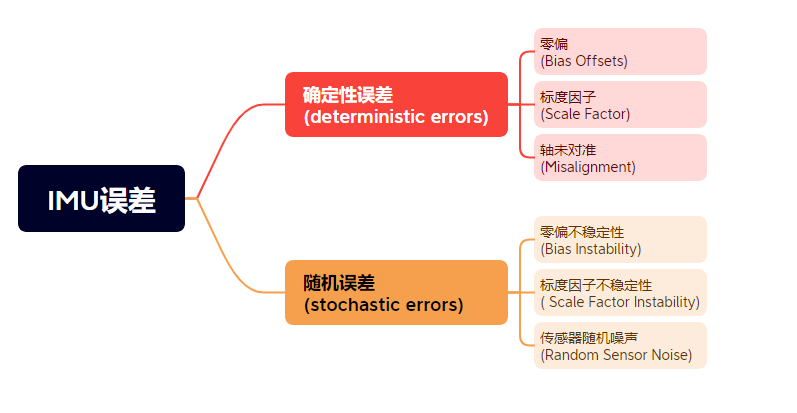 IMU误差
确定性误差
(deterministic errors)
零偏
(Bias Offsets)
标度因子
(Scale Factor)
轴未对准
(Misalignment)
随机误差
(stochastic errors)
零偏不稳定性
(Bias Instability)
标度因子不稳定性
( Scale Factor Instability)
传感器随机噪声
(Random Sensor Noise)